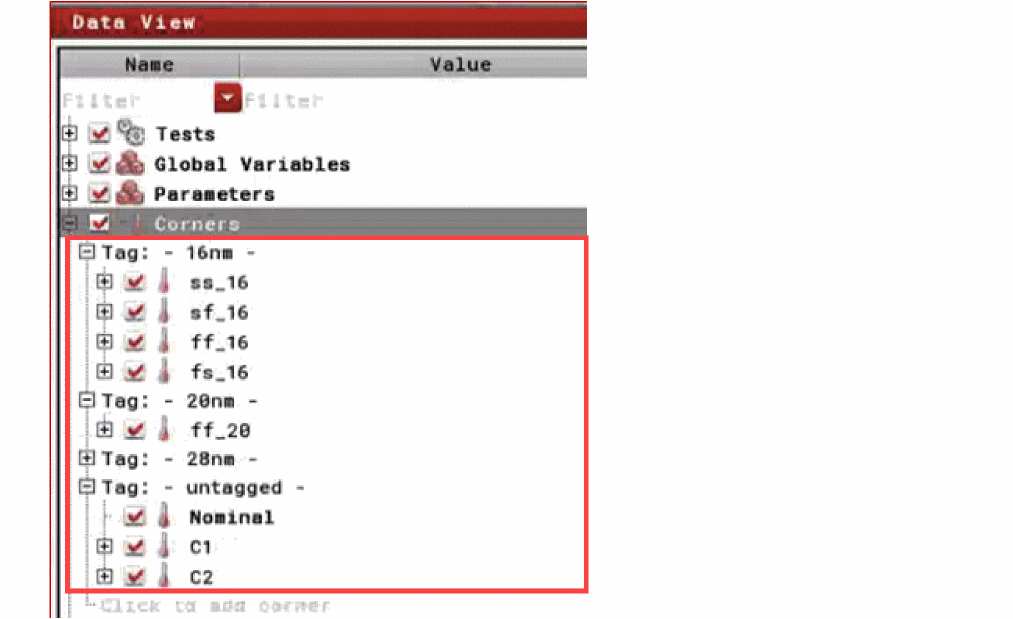 Data View
Name Value
Filter Filter
Tests
Global Variables
Parameters
Corners
Tag: - 16nm -
ss_16
sf_16
ff_16
fs_16
Tag: - 20nm -
ff_20
Tag: - 28nm -
Tag: - untagged -
Nominal
C1
C2
Click to add corner